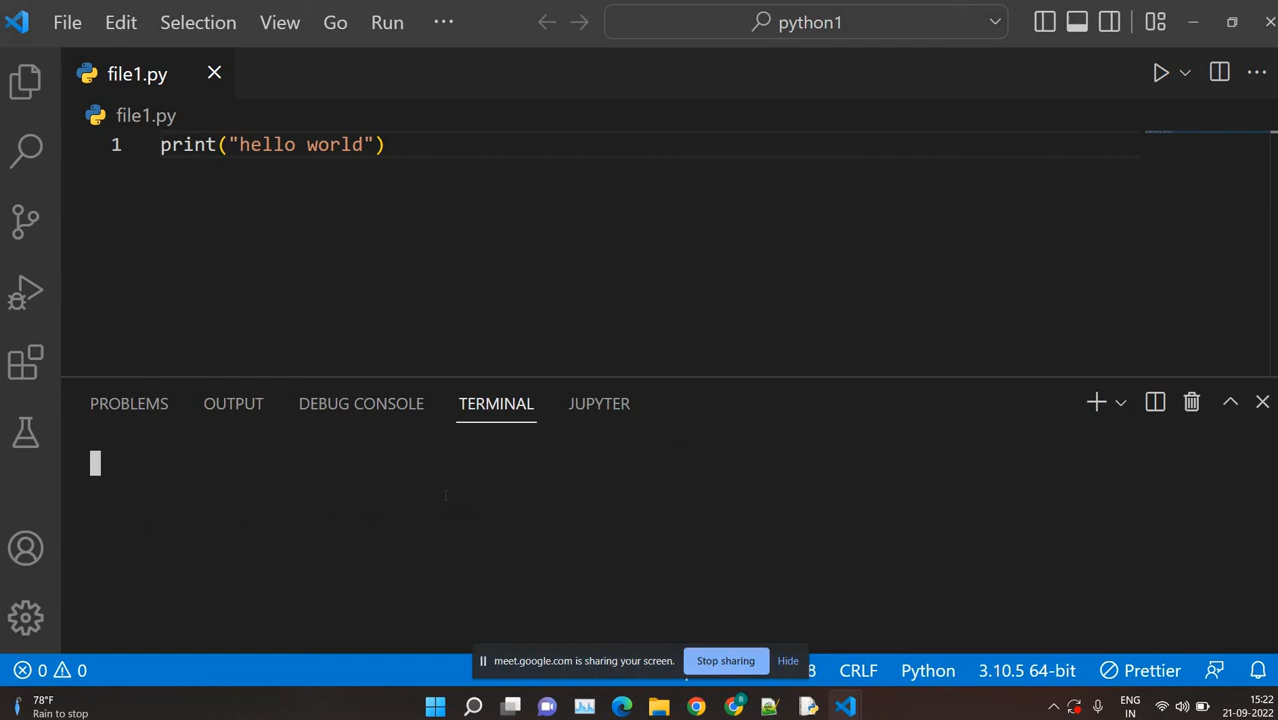 File Edit Selection View Go Run ··· python1
file1.py
file1.py
1 print("hello world")
PROBLEMS OUTPUT DEBUG CONSOLE TERMINAL JUPYTER
meet.google.com is sharing your screen. Stop sharing Hide
0 0 8 CRLF Python 3.10.5 64-bit Prettier
78°F
Rain to stop
ENG
IN
15:22
21-09-2022